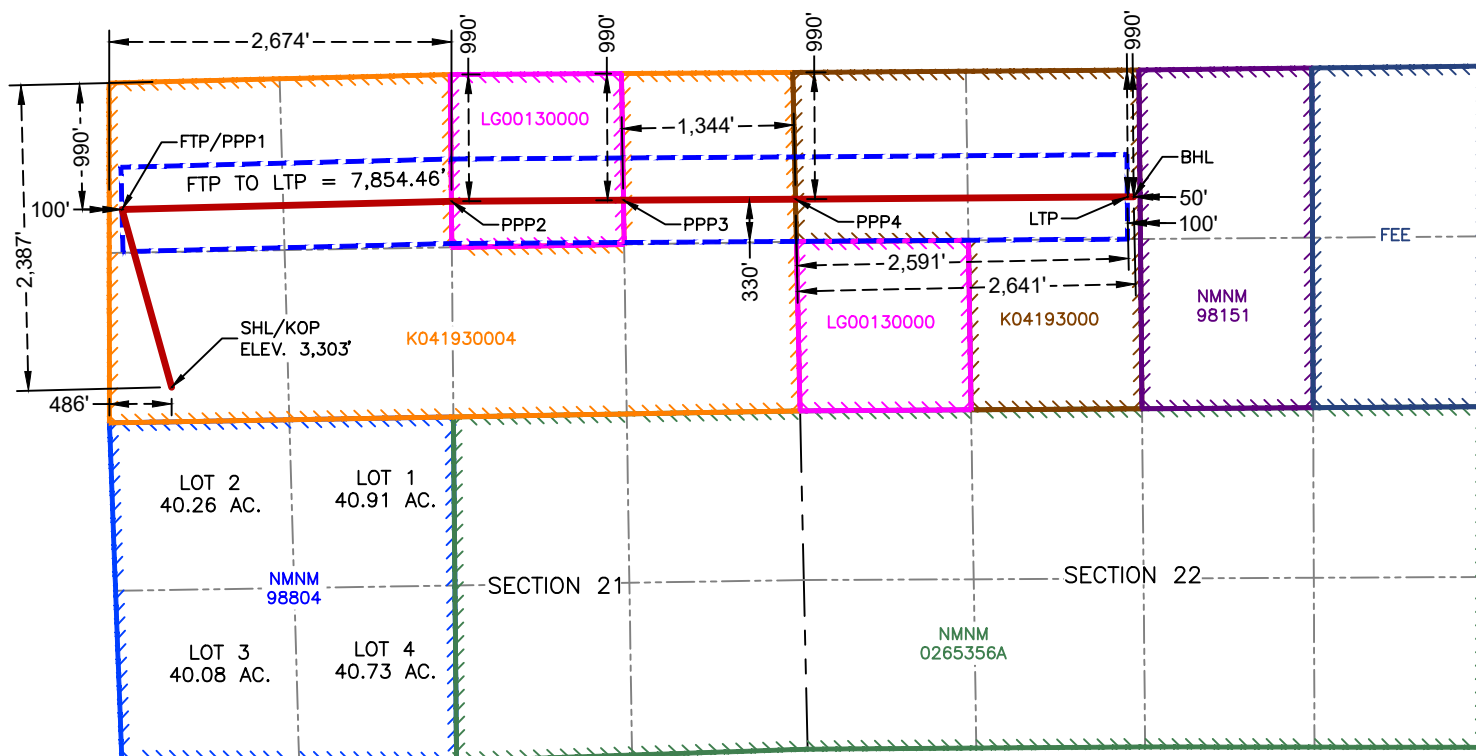 990'
990'
990'
990'
2,674'
LG00130000
990'
1,344'
FTP/PPP1
FTP TO LTP = 7,854.46'
BHL
100'
50'
PPP2
PPP3
PPP4
LTP
100'
2,387'
330'
2,591'
FEE
2,641'
NMNM
98151
SHL/KOP
ELEV. 3,303'
K041930004
LG00130000
K04193000
486'
LOT 2
40.26 AC.
LOT 1
40.91 AC.
NMNM
98804
SECTION 21
SECTION 22
LOT 3
40.08 AC.
LOT 4
40.73 AC.
NMNM
0265356A